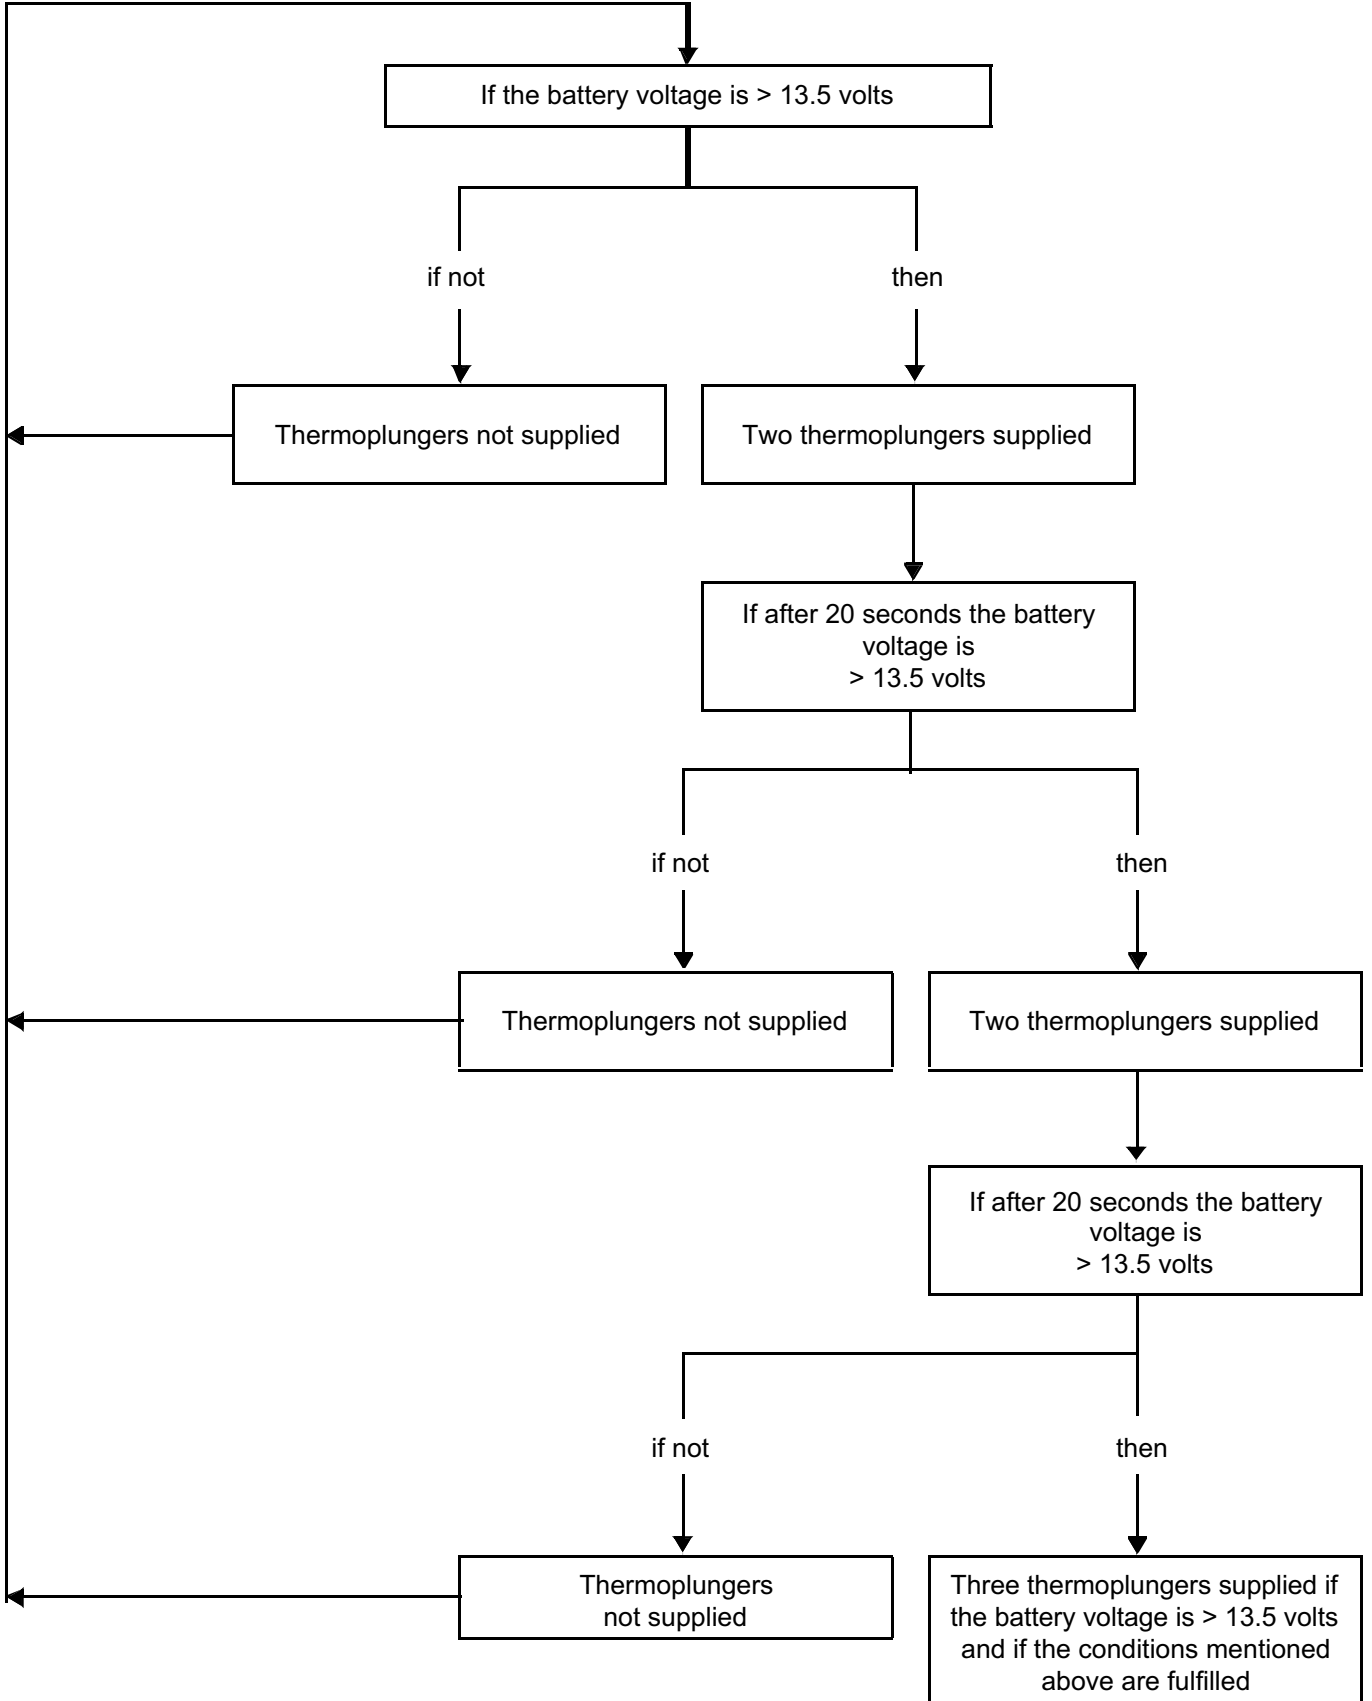 If the battery voltage is > 13.5 volts
if not
then
Thermoplungers not supplied
Two thermoplungers supplied
If after 20 seconds the battery
voltage is
> 13.5 volts
if not
then
Thermoplungers not supplied
Two thermoplungers supplied
If after 20 seconds the battery
voltage is
> 13.5 volts
if not
then
Thermoplungers
not supplied
Three thermoplungers supplied if
the battery voltage is > 13.5 volts
and if the conditions mentioned
above are fulfilled